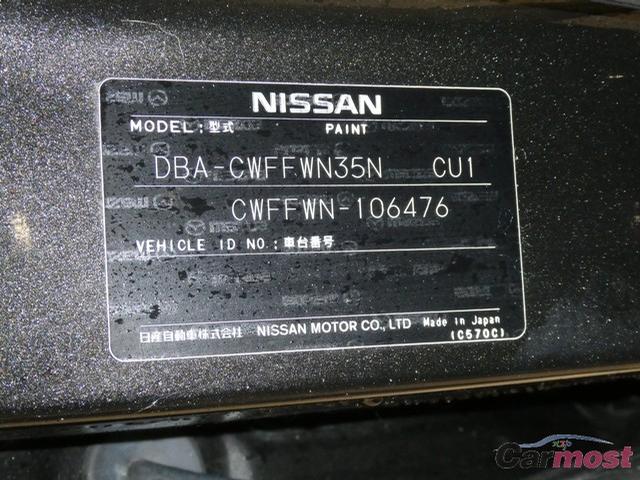 NISSAN
MODEL: 型式 PAINT
DBA-CWFFWN35N CU1
CWFFWN-106476
VEHICLE ID NO.: 車台番号
日産自動車株式会社 NISSAN MOTOR CO., LTD Made in Japan
(C570C)
Carmost